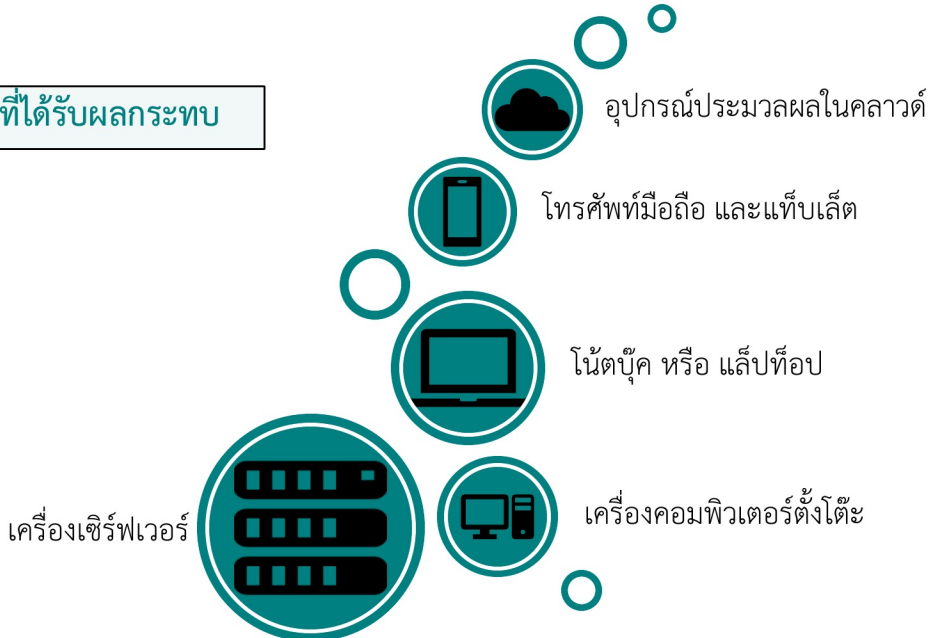 ที่ได้รับผลกระทบ
อุปกรณ์ประมวลผลในคลาวด์
โทรศัพท์มือถือ และแท็บเล็ต
โน้ตบุ๊ค หรือ แล็ปท็อป
เครื่องเซิร์ฟเวอร์
เครื่องคอมพิวเตอร์ตั้งโต๊ะ